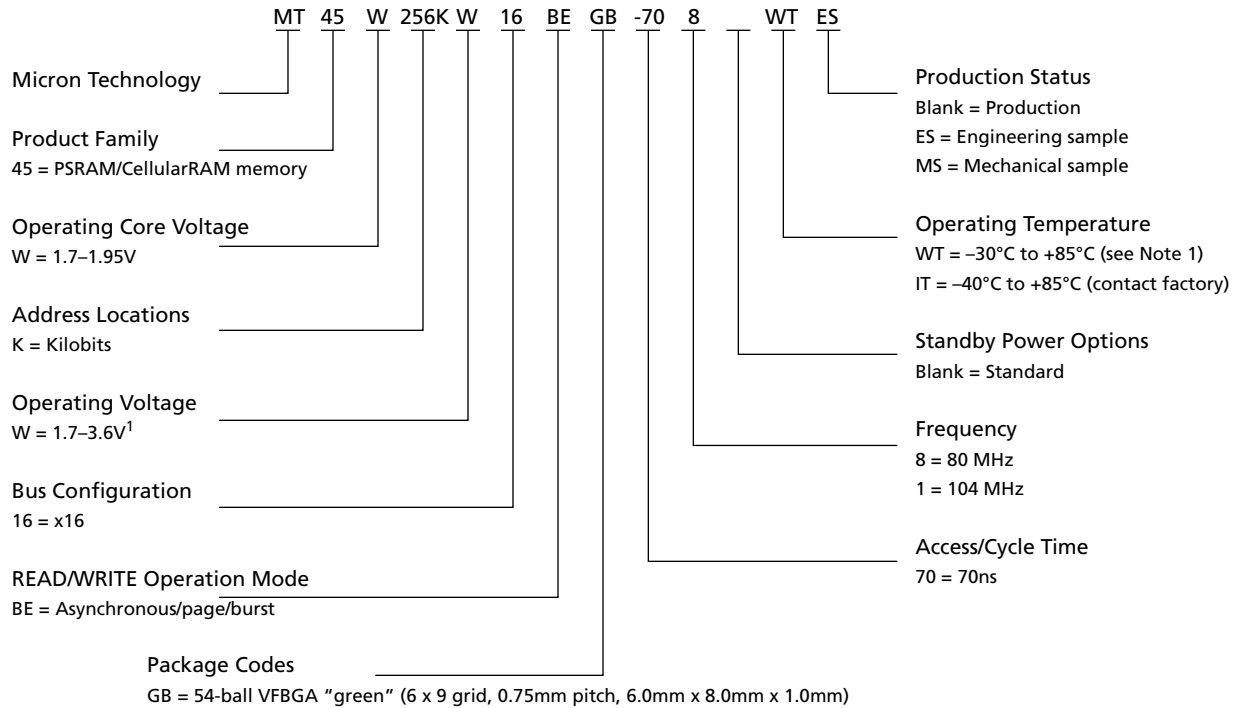 MT 45 W 256K W 16 BE GB -70 8 WT ES
Micron Technology
Product Family
45 = PSRAM/CellularRAM memory
Operating Core Voltage
W = 1.7–1.95V
Address Locations
K = Kilobits
Operating Voltage
W = 1.7–3.6V¹
Bus Configuration
16 = x16
READ/WRITE Operation Mode
BE = Asynchronous/page/burst
Package Codes
GB = 54-ball VFBGA “green” (6 x 9 grid, 0.75mm pitch, 6.0mm x 8.0mm x 1.0mm)
Production Status
Blank = Production
ES = Engineering sample
MS = Mechanical sample
Operating Temperature
WT = –30°C to +85°C (see Note 1)
IT = –40°C to +85°C (contact factory)
Standby Power Options
Blank = Standard
Frequency
8 = 80 MHz
1 = 104 MHz
Access/Cycle Time
70 = 70ns